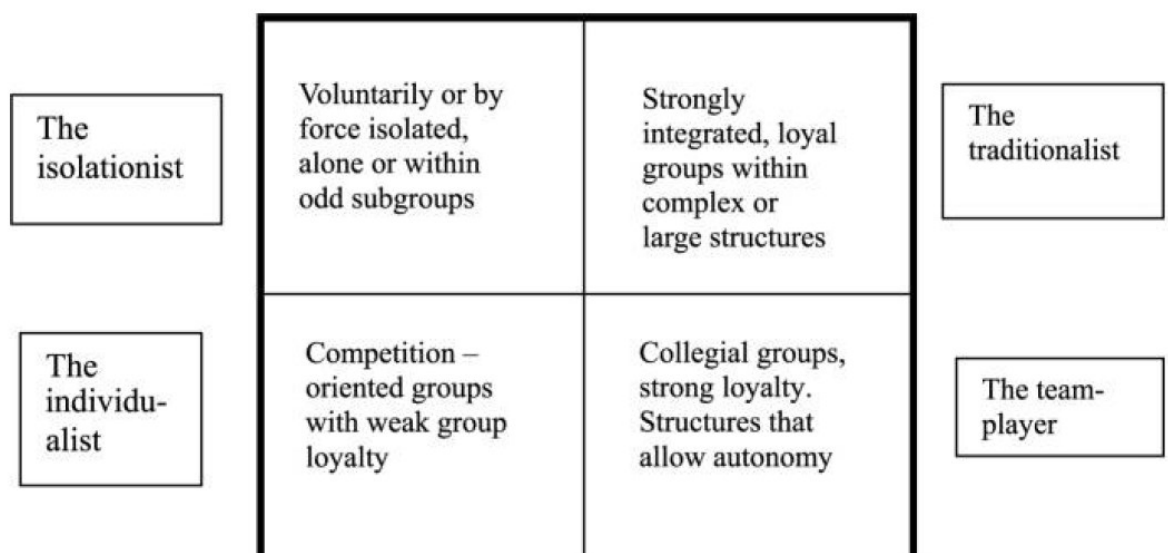 The
isolationist
Voluntarily or by
force isolated,
alone or within
odd subgroups
Strongly
integrated, loyal
groups within
complex or
large structures
The
traditionalist
The
individu-
alist
Competition –
oriented groups
with weak group
loyalty
Collegial groups,
strong loyalty.
Structures that
allow autonomy
The team-
player